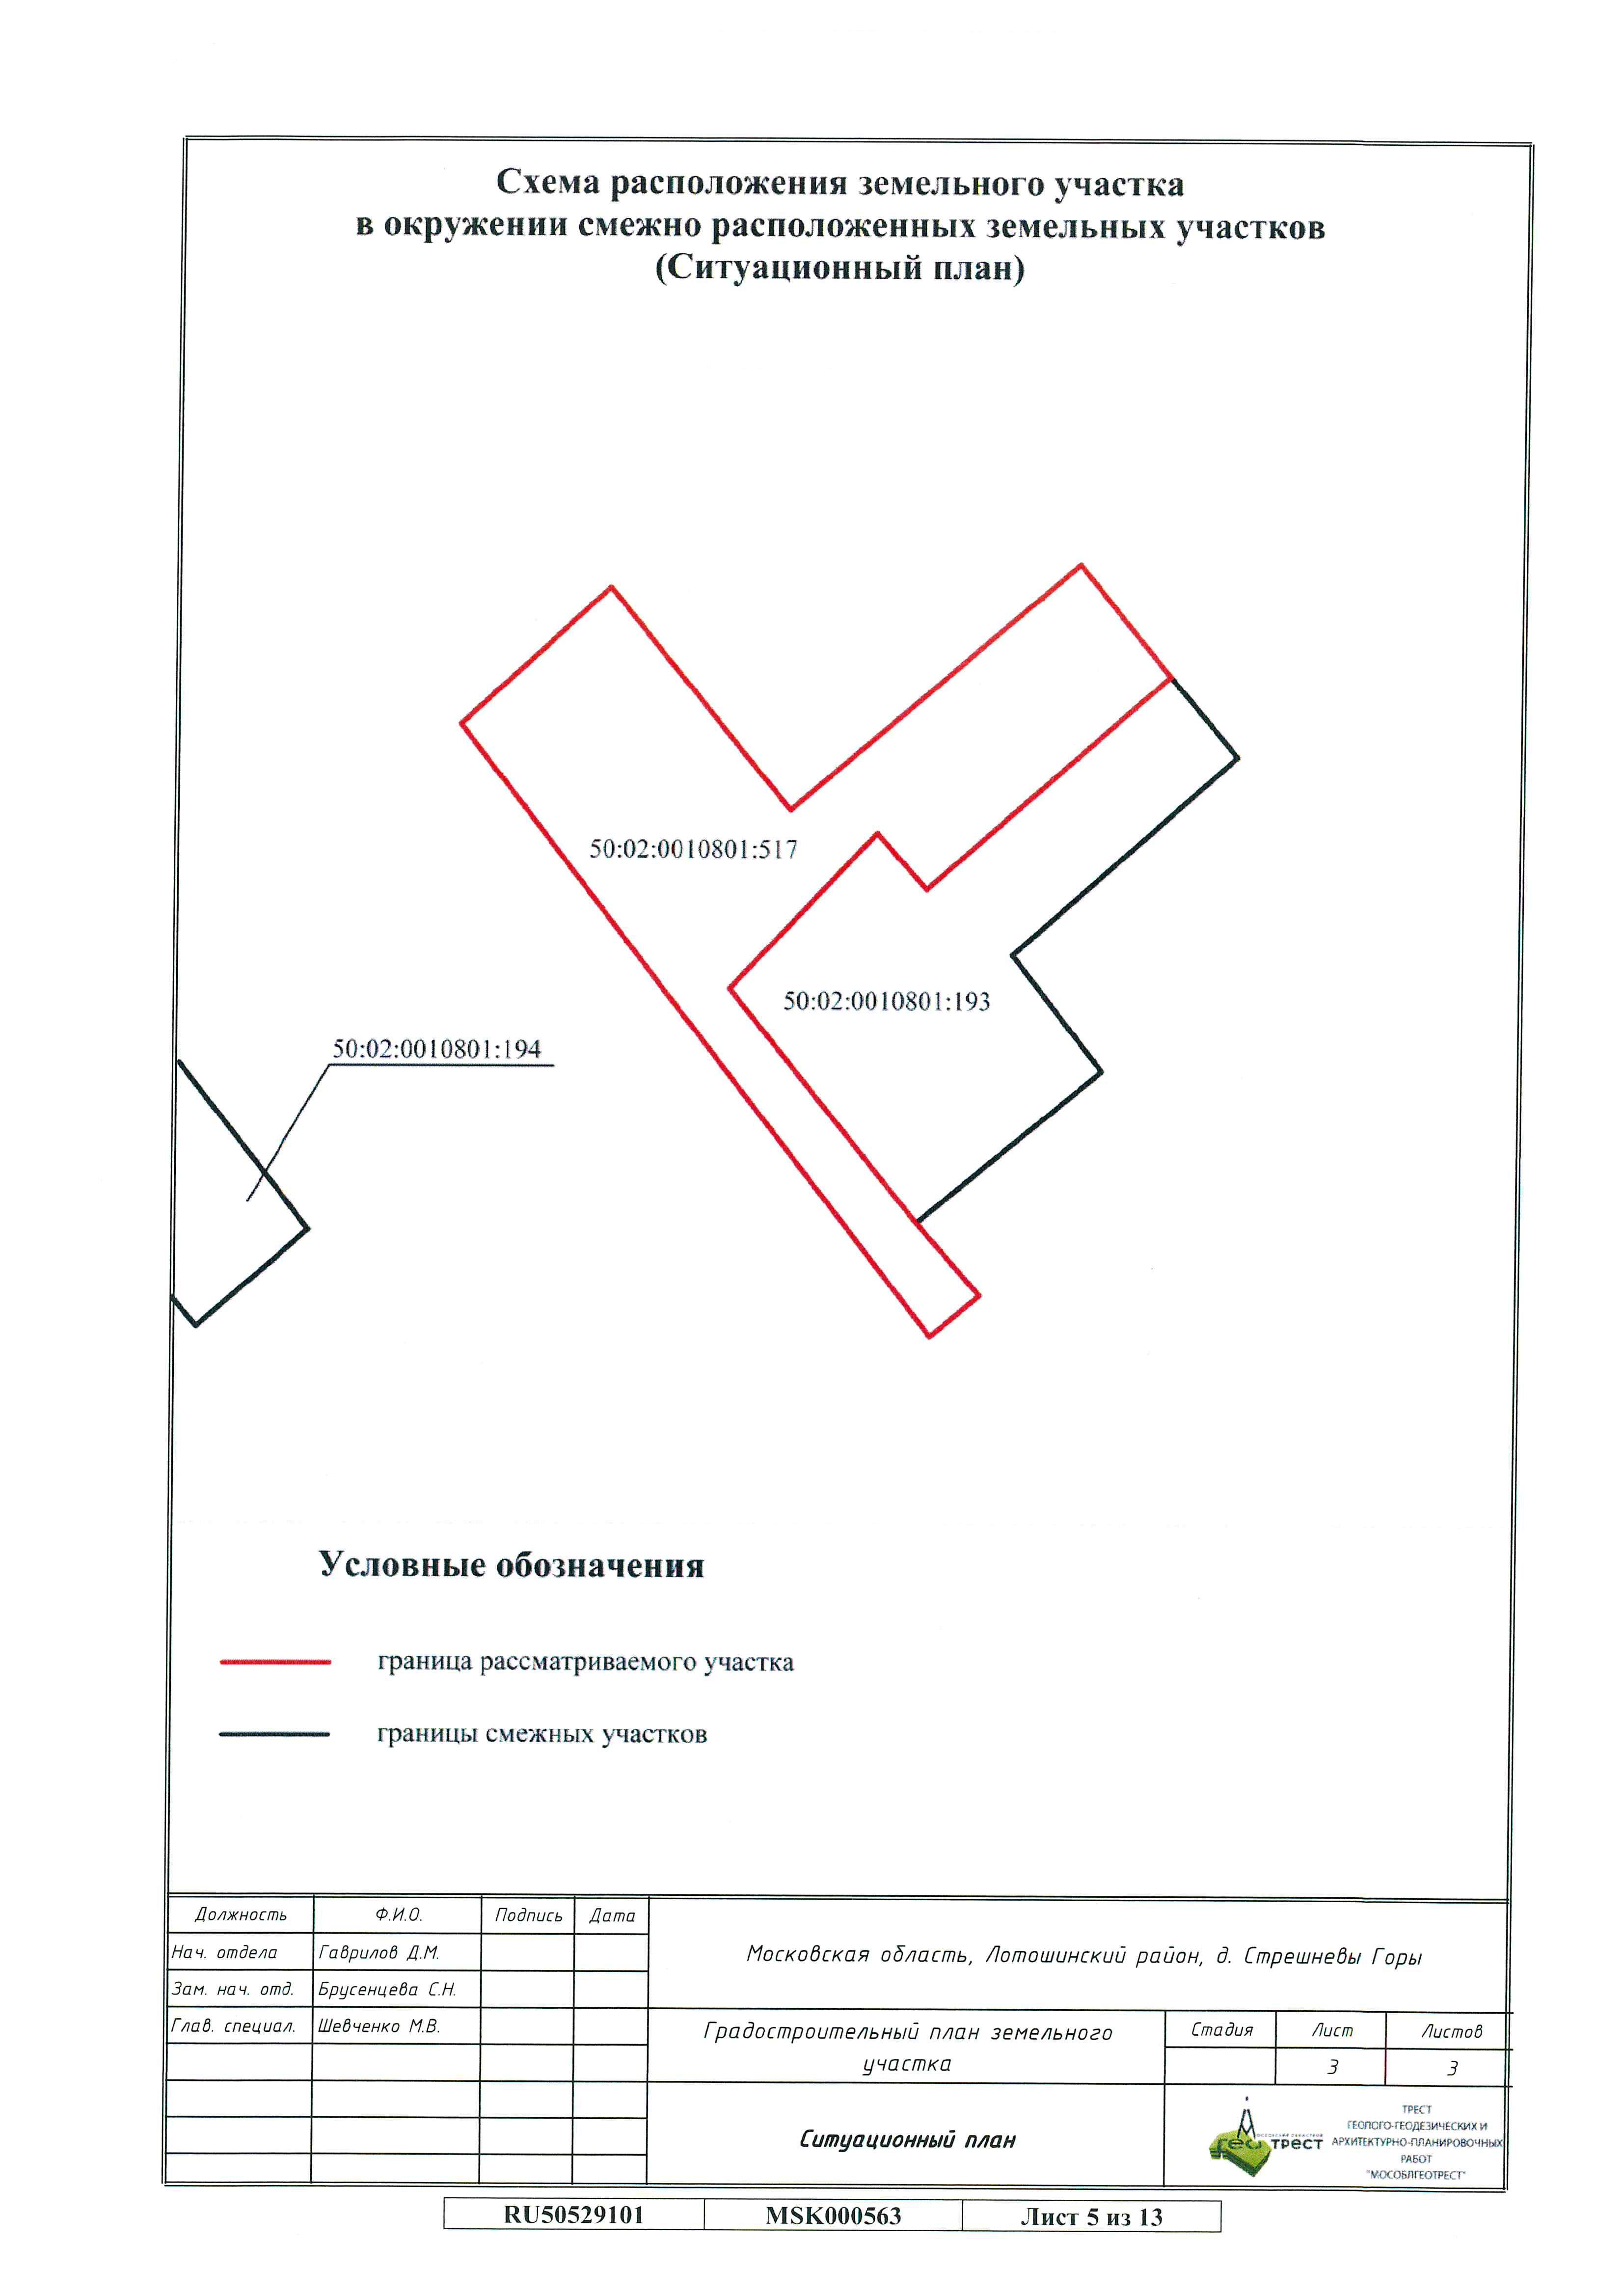 Схема расположения земельного участка
в окружении смежно расположенных земельных участков
(Ситуационный план)
50:02:0010801:517
50:02:0010801:193
50:02:0010801:194
Условные обозначения
граница рассматриваемого участка
границы смежных участков
Должность Ф.И.О. Подпись Дата
Нач. отдела Гаврилов Д.М.
Зам. нач. отд. Брусенцева С.Н.
Глав. специал. Шевченко М.В.
Московская область, Лотошинский район, д. Стрешневы Горы
Градостроительный план земельного
участка
Стадия Лист Листов
3 3
Ситуационный план
гео трест
ТРЕСТ
ГЕОЛОГО-ГЕОДЕЗИЧЕСКИХ И
АРХИТЕКТУРНО-ПЛАНИРОВОЧНЫХ
РАБОТ
"МОСОБЛГЕОТРЕСТ"
RU50529101 MSK000563 Лист 5 из 13